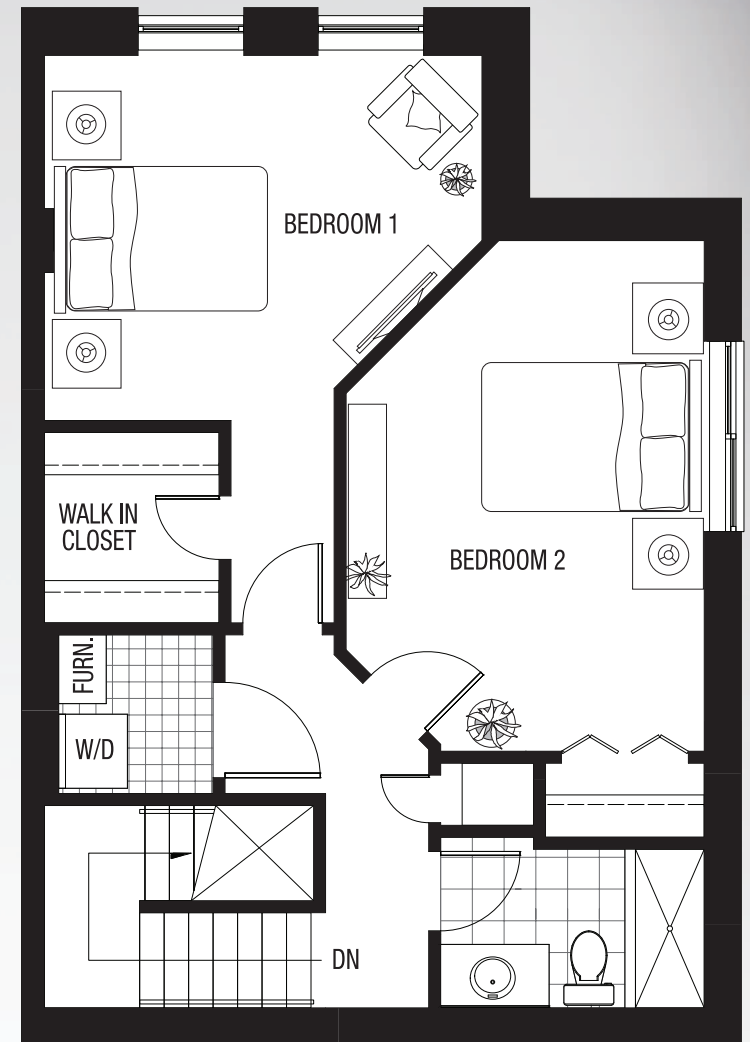 BEDROOM 1
WALK IN
CLOSET
BEDROOM 2
FURN.
W/D
DN